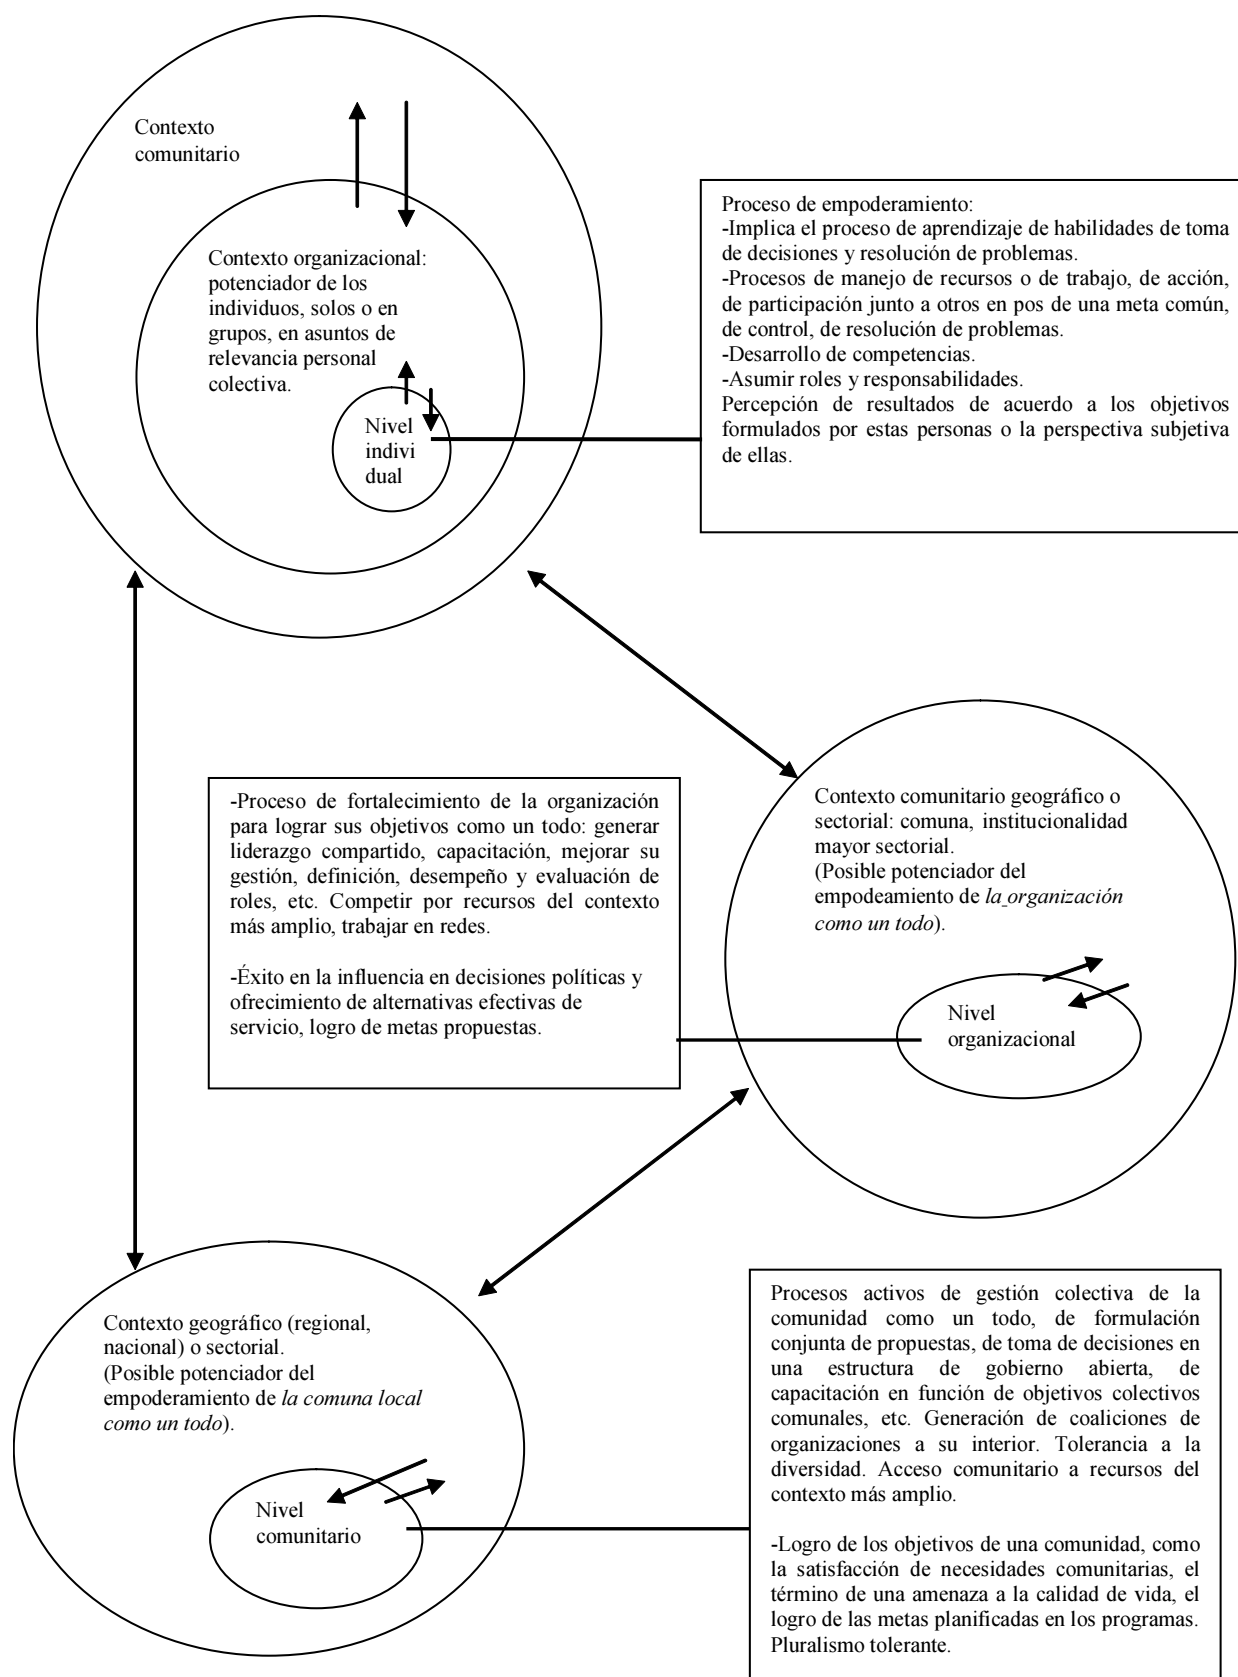 Contexto
comunitario
Contexto organizacional:
potenciador de los
individuos, solos o en
grupos, en asuntos de
relevancia personal
colectiva.
Nivel
indivi
dual
Proceso de empoderamiento:
-Implica el proceso de aprendizaje de habilidades de toma
de decisiones y resolución de problemas.
-Procesos de manejo de recursos o de trabajo, de acción,
de participación junto a otros en pos de una meta común,
de control, de resolución de problemas.
-Desarrollo de competencias.
-Asumir roles y responsabilidades.
Percepción de resultados de acuerdo a los objetivos
formulados por estas personas o la perspectiva subjetiva
de ellas.
-Proceso de fortalecimiento de la organización
para lograr sus objetivos como un todo: generar
liderazgo compartido, capacitación, mejorar su
gestión, definición, desempeño y evaluación de
roles, etc. Competir por recursos del contexto
más amplio, trabajar en redes.
-Éxito en la influencia en decisiones políticas y
ofrecimiento de alternativas efectivas de
servicio, logro de metas propuestas.
Contexto comunitario geográfico o
sectorial: comuna, institucionalidad
mayor sectorial.
(Posible potenciador del
empodeamiento de la organización
como un todo).
Nivel
organizacional
Contexto geográfico (regional,
nacional) o sectorial.
(Posible potenciador del
empoderamiento de la comuna local
como un todo).
Nivel
comunitario
Procesos activos de gestión colectiva de la
comunidad como un todo, de formulación
conjunta de propuestas, de toma de decisiones en
una estructura de gobierno abierta, de
capacitación en función de objetivos colectivos
comunales, etc. Generación de coaliciones de
organizaciones a su interior. Tolerancia a la
diversidad. Acceso comunitario a recursos del
contexto más amplio.
-Logro de los objetivos de una comunidad, como
la satisfacción de necesidades comunitarias, el
término de una amenaza a la calidad de vida, el
logro de las metas planificadas en los programas.
Pluralismo tolerante.